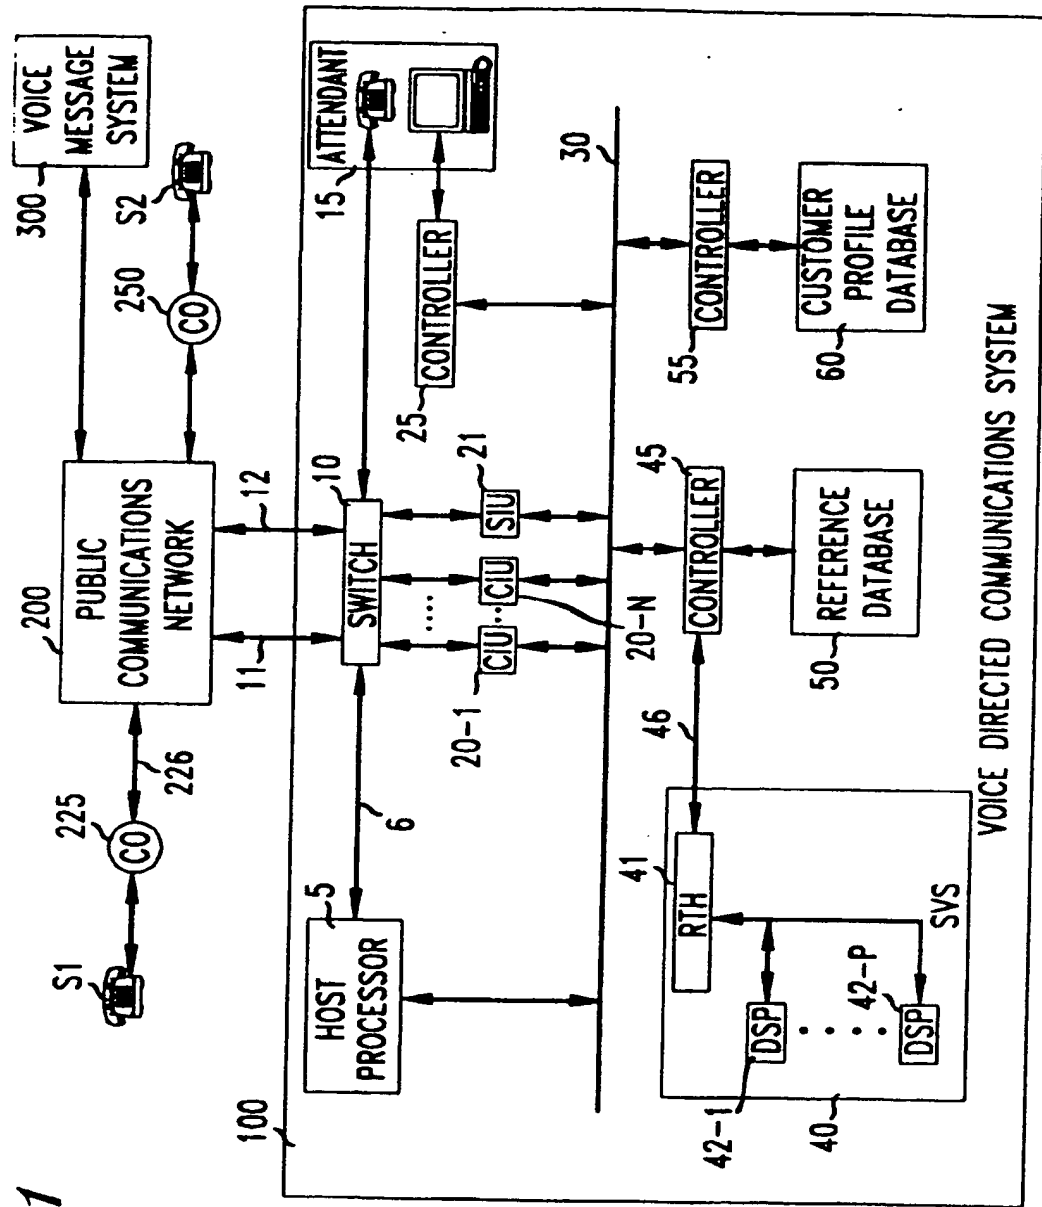 1
300
VOICE
MESSAGE
SYSTEM
S2
250
CO
200
PUBLIC
COMMUNICATIONS
NETWORK
S1
225
CO
226
11
12
100
HOST
PROCESSOR
5
6
SWITCH
10
ATTENDANT
15
CONTROLLER
25
20-1
CIU
....
..
CIU
20-N
SIU
21
30
SVS
RTH
41
46
DSP
42-1
. . . . .
DSP
42-P
40
CONTROLLER
45
REFERENCE
DATABASE
50
CONTROLLER
55
CUSTOMER
PROFILE
DATABASE
60
VOICE DIRECTED COMMUNICATIONS SYSTEM